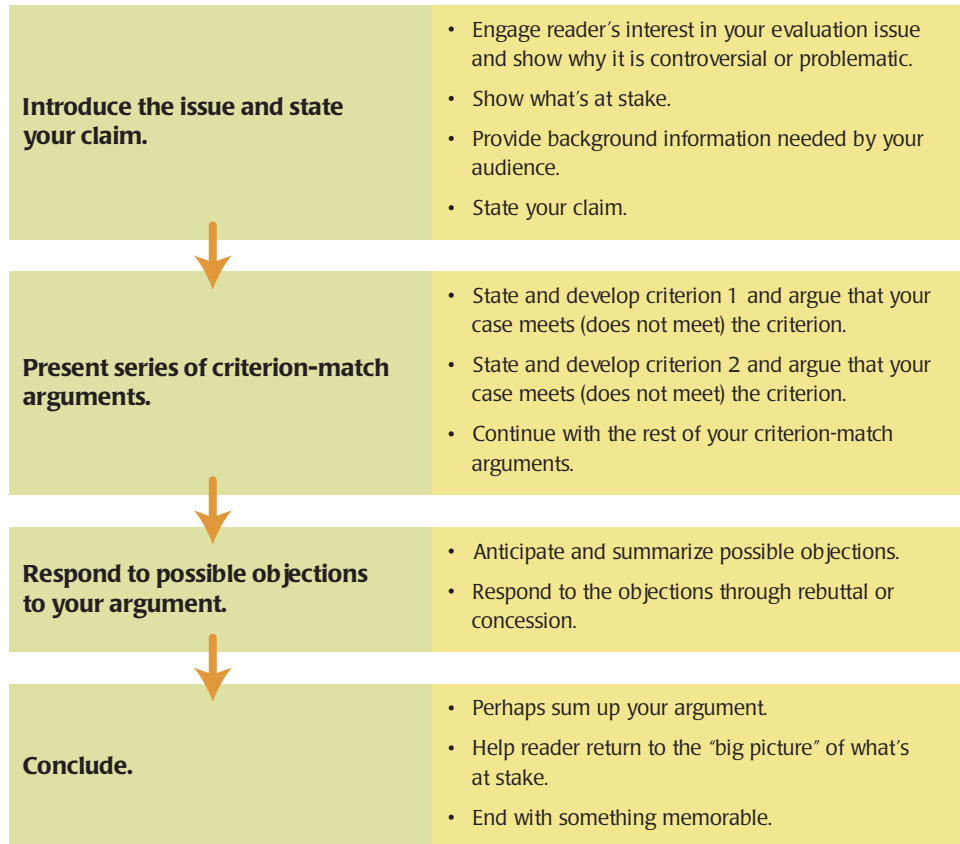 Introduce the issue and state
your claim.
• Engage reader's interest in your evaluation issue
and show why it is controversial or problematic.
• Show what's at stake.
• Provide background information needed by your
audience.
• State your claim.
Present series of criterion-match
arguments.
• State and develop criterion 1 and argue that your
case meets (does not meet) the criterion.
• State and develop criterion 2 and argue that your
case meets (does not meet) the criterion.
• Continue with the rest of your criterion-match
arguments.
Respond to possible objections
to your argument.
• Anticipate and summarize possible objections.
• Respond to the objections through rebuttal or
concession.
Conclude.
• Perhaps sum up your argument.
• Help reader return to the "big picture" of what's
at stake.
• End with something memorable.